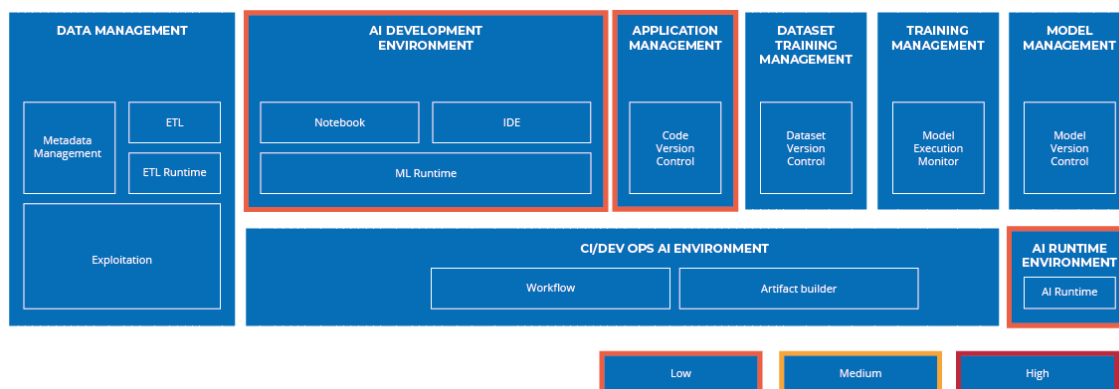 DATA MANAGEMENT
Metadata
Management
ETL
ETL Runtime
Exploitation
AI DEVELOPMENT
ENVIRONMENT
Notebook
IDE
ML Runtime
APPLICATION
MANAGEMENT
Code
Version
Control
DATASET
TRAINING
MANAGEMENT
Dataset
Version
Control
TRAINING
MANAGEMENT
Model
Execution
Monitor
MODEL
MANAGEMENT
Model
Version
Control
CI/DEV OPS AI ENVIRONMENT
Workflow
Artifact builder
AI RUNTIME
ENVIRONMENT
AI Runtime
Low
Medium
High